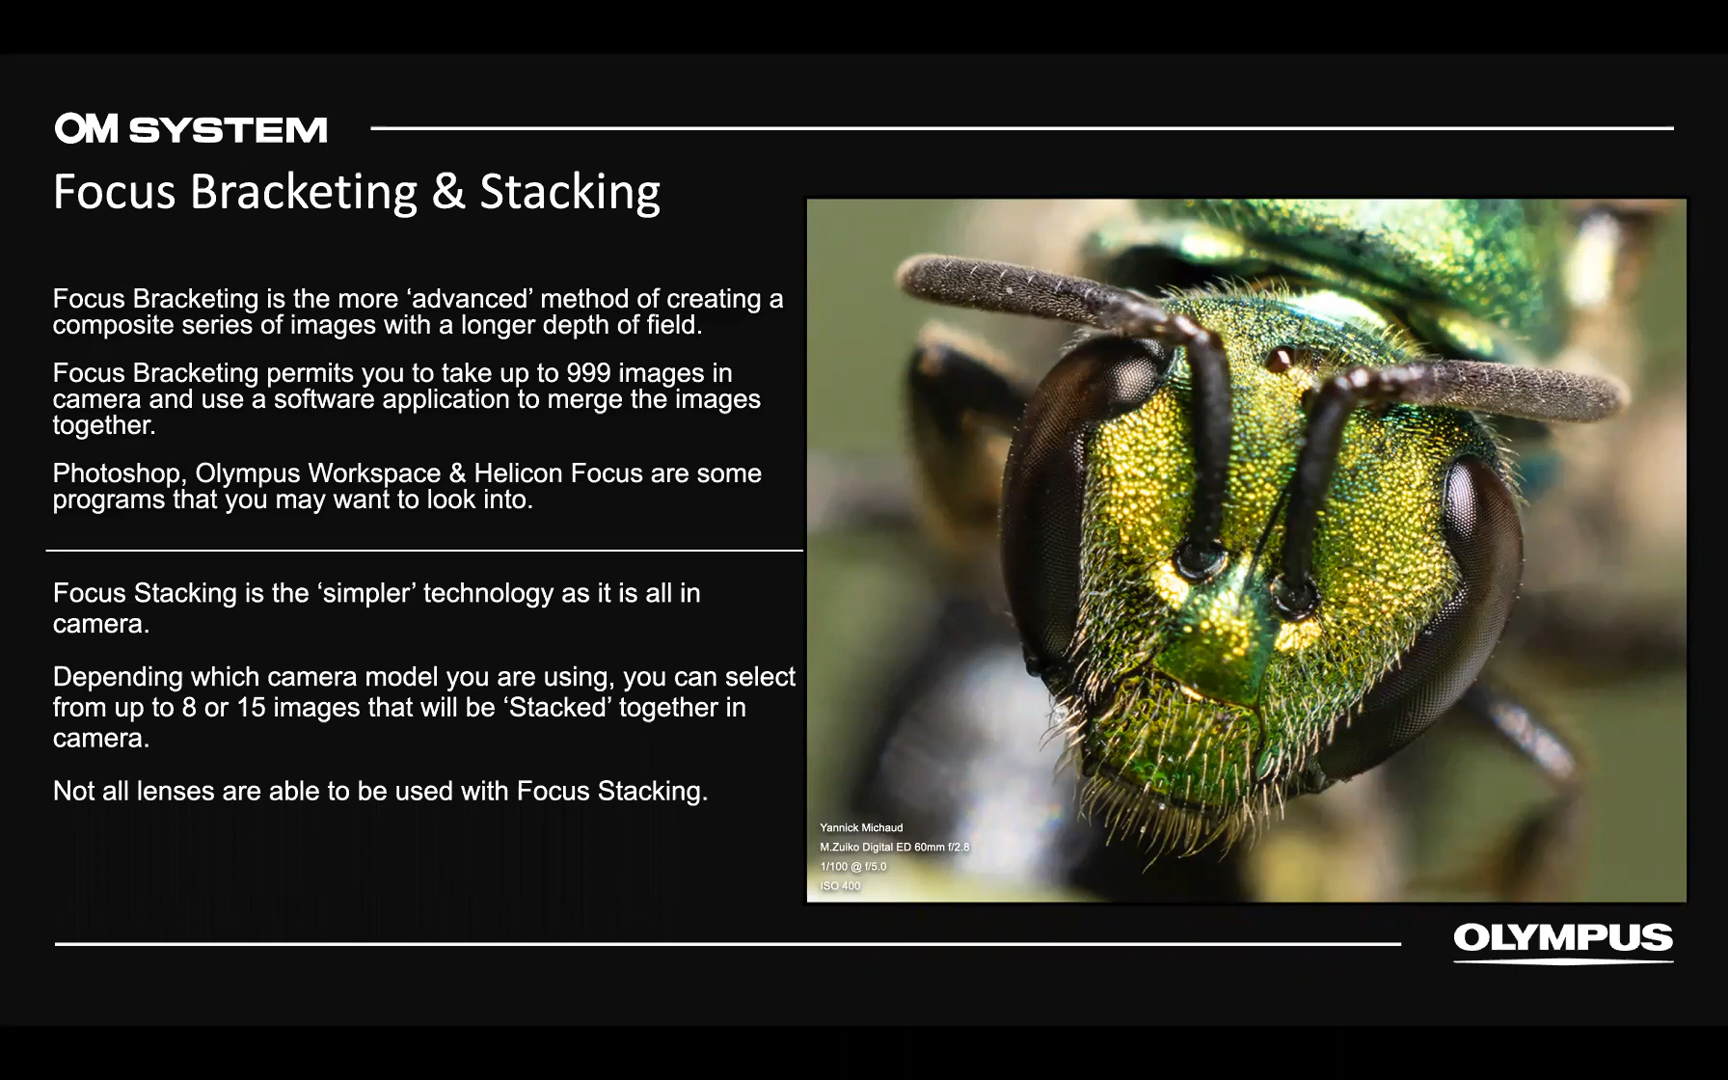 OM SYSTEM
Focus Bracketing & Stacking
Focus Bracketing is the more ‘advanced’ method of creating a
composite series of images with a longer depth of field.
Focus Bracketing permits you to take up to 999 images in
camera and use a software application to merge the images
together.
Photoshop, Olympus Workspace & Helicon Focus are some
programs that you may want to look into.
Focus Stacking is the ‘simpler’ technology as it is all in
camera.
Depending which camera model you are using, you can select
from up to 8 or 15 images that will be ‘Stacked’ together in
camera.
Not all lenses are able to be used with Focus Stacking.
Yannick Michaud
M.Zuiko Digital ED 60mm f/2.8
1/100 @ f/5.0
ISO 400
OLYMPUS